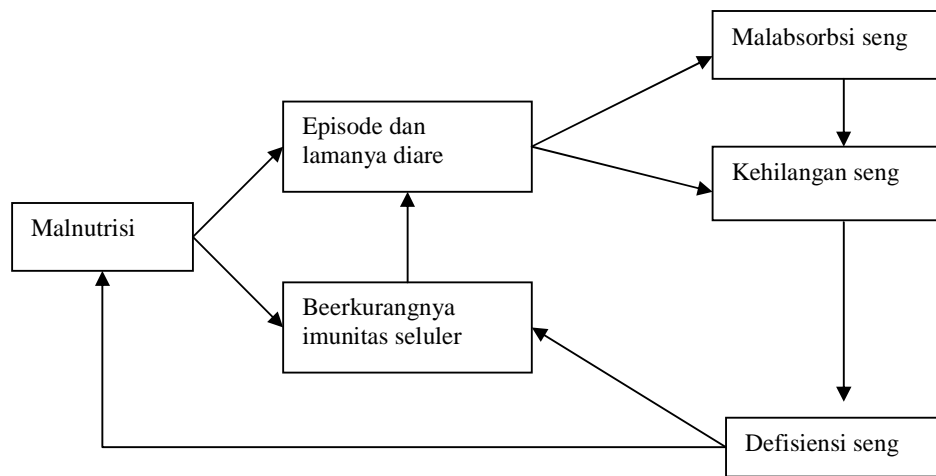 Malabsorbsi seng
Episode dan
lamanya diare
Kehilangan seng
Malnutrisi
Beerkurangnya
imunitas seluler
Defisiensi seng